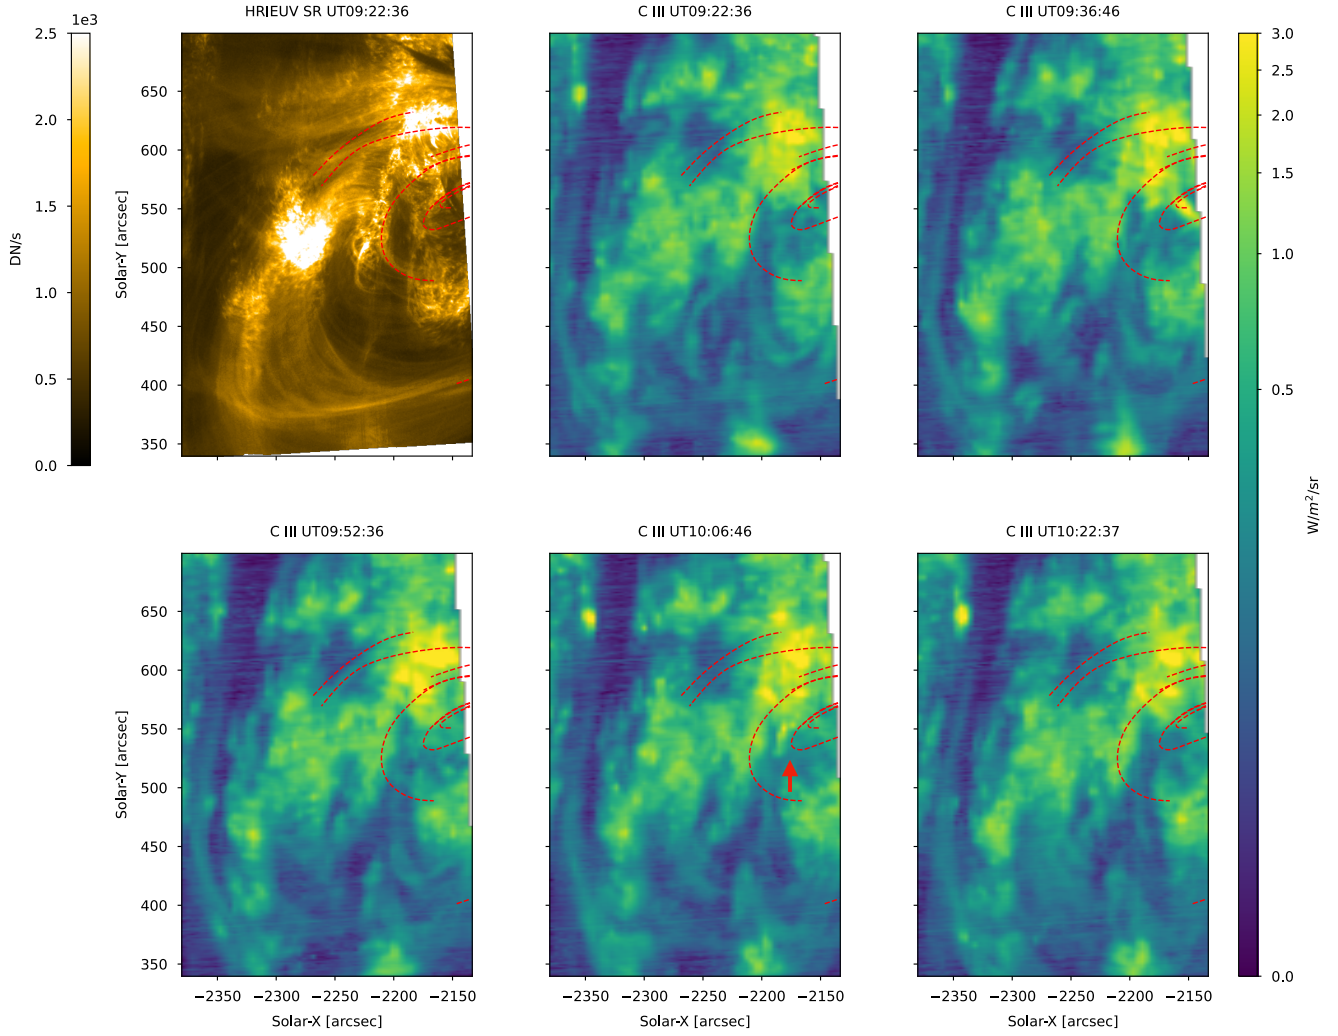 HRIEUV SR UT09:22:36
C III UT09:22:36
C III UT09:36:46
1e3
2.5
2.0
1.5
1.0
0.5
0.0
DN/s
650
600
550
500
450
400
350
Solar-Y [arcsec]
3.0
2.5
2.0
1.5
1.0
0.5
0.0
W/m²/sr
C III UT09:52:36
C III UT10:06:46
C III UT10:22:37
650
600
550
500
450
400
350
Solar-Y [arcsec]
−2350 −2300 −2250 −2200 −2150
−2350 −2300 −2250 −2200 −2150
−2350 −2300 −2250 −2200 −2150
Solar-X [arcsec]
Solar-X [arcsec]
Solar-X [arcsec]